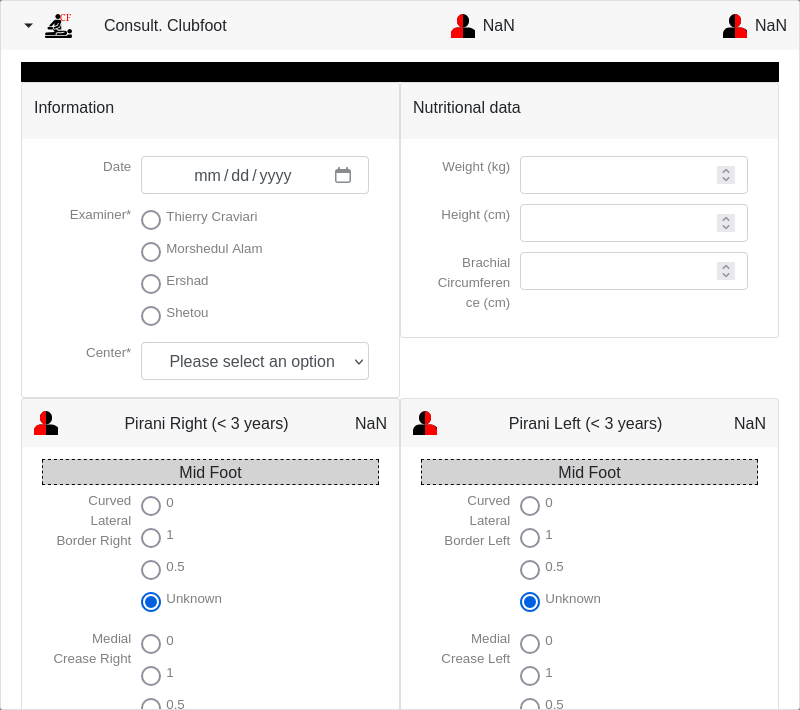 CF
Consult. Clubfoot
NaN
NaN
Information
Nutritional data
Date
mm / dd / yyyy
Examiner*
Thierry Craviari
Morshedul Alam
Ershad
Shetou
Center*
Please select an option
Weight (kg)
Height (cm)
Brachial
Circumferen
ce (cm)
Pirani Right (< 3 years)
NaN
Pirani Left (< 3 years)
NaN
Mid Foot
Curved
Lateral
Border Right
0
1
0.5
Unknown
Medial
Crease Right
0
1
0.5
Mid Foot
Curved
Lateral
Border Left
0
1
0.5
Unknown
Medial
Crease Left
0
1
0.5